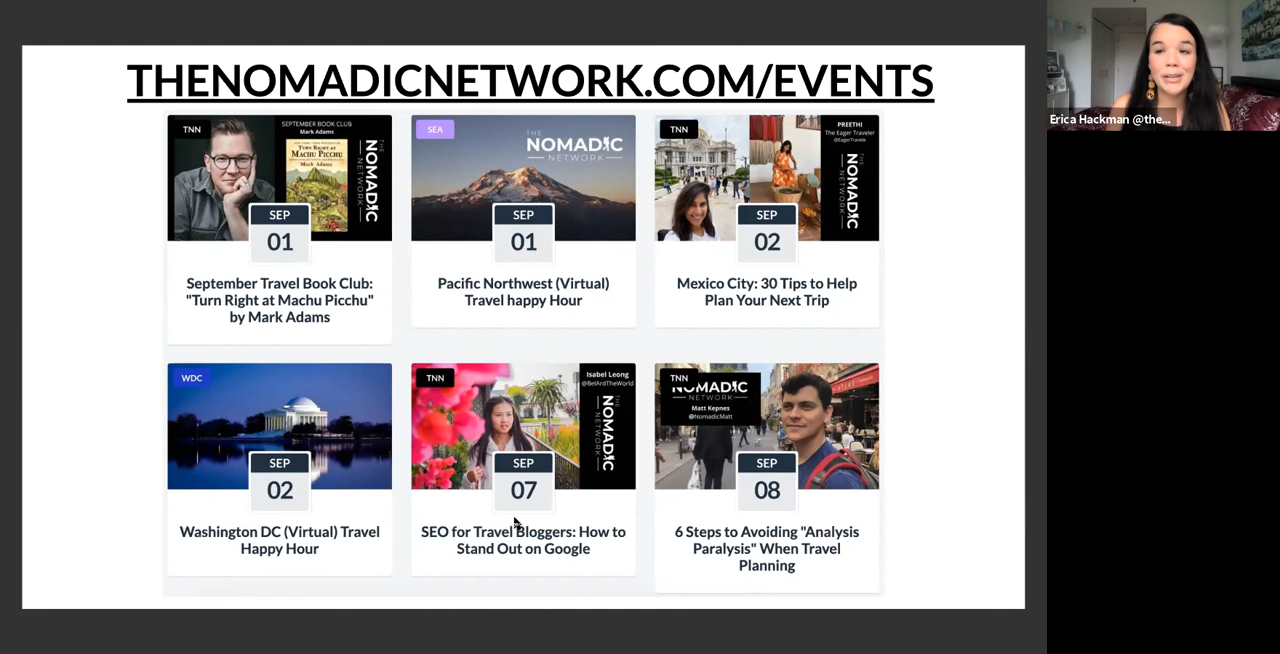 THENOMADICNETWORK.COM/EVENTS
Erica Hackman @the...
TNN
SEPTEMBER BOOK CLUB
Mark Adams
TURN RIGHT AT
MACHU PICCHU
Mark Adams
THE
NOMADIC
NETWORK
SEP
01
September Travel Book Club:
"Turn Right at Machu Picchu"
by Mark Adams
SEA
THE
NOMADIC
NETWORK
SEP
01
Pacific Northwest (Virtual)
Travel happy Hour
TNN
PREETHI
The Eager Traveler
@EagerTravele
THE
NOMADIC
NETWORK
SEP
02
Mexico City: 30 Tips to Help
Plan Your Next Trip
WDC
SEP
02
Washington DC (Virtual) Travel
Happy Hour
TNN
Isabel Leong
@BelArdTheWorld
THE
NOMADIC
NETWORK
SEP
07
SEO for Travel Bloggers: How to
Stand Out on Google
TNN
NOMADIC
NETWORK
Matt Kepnes
@NomadicMatt
SEP
08
6 Steps to Avoiding "Analysis
Paralysis" When Travel
Planning